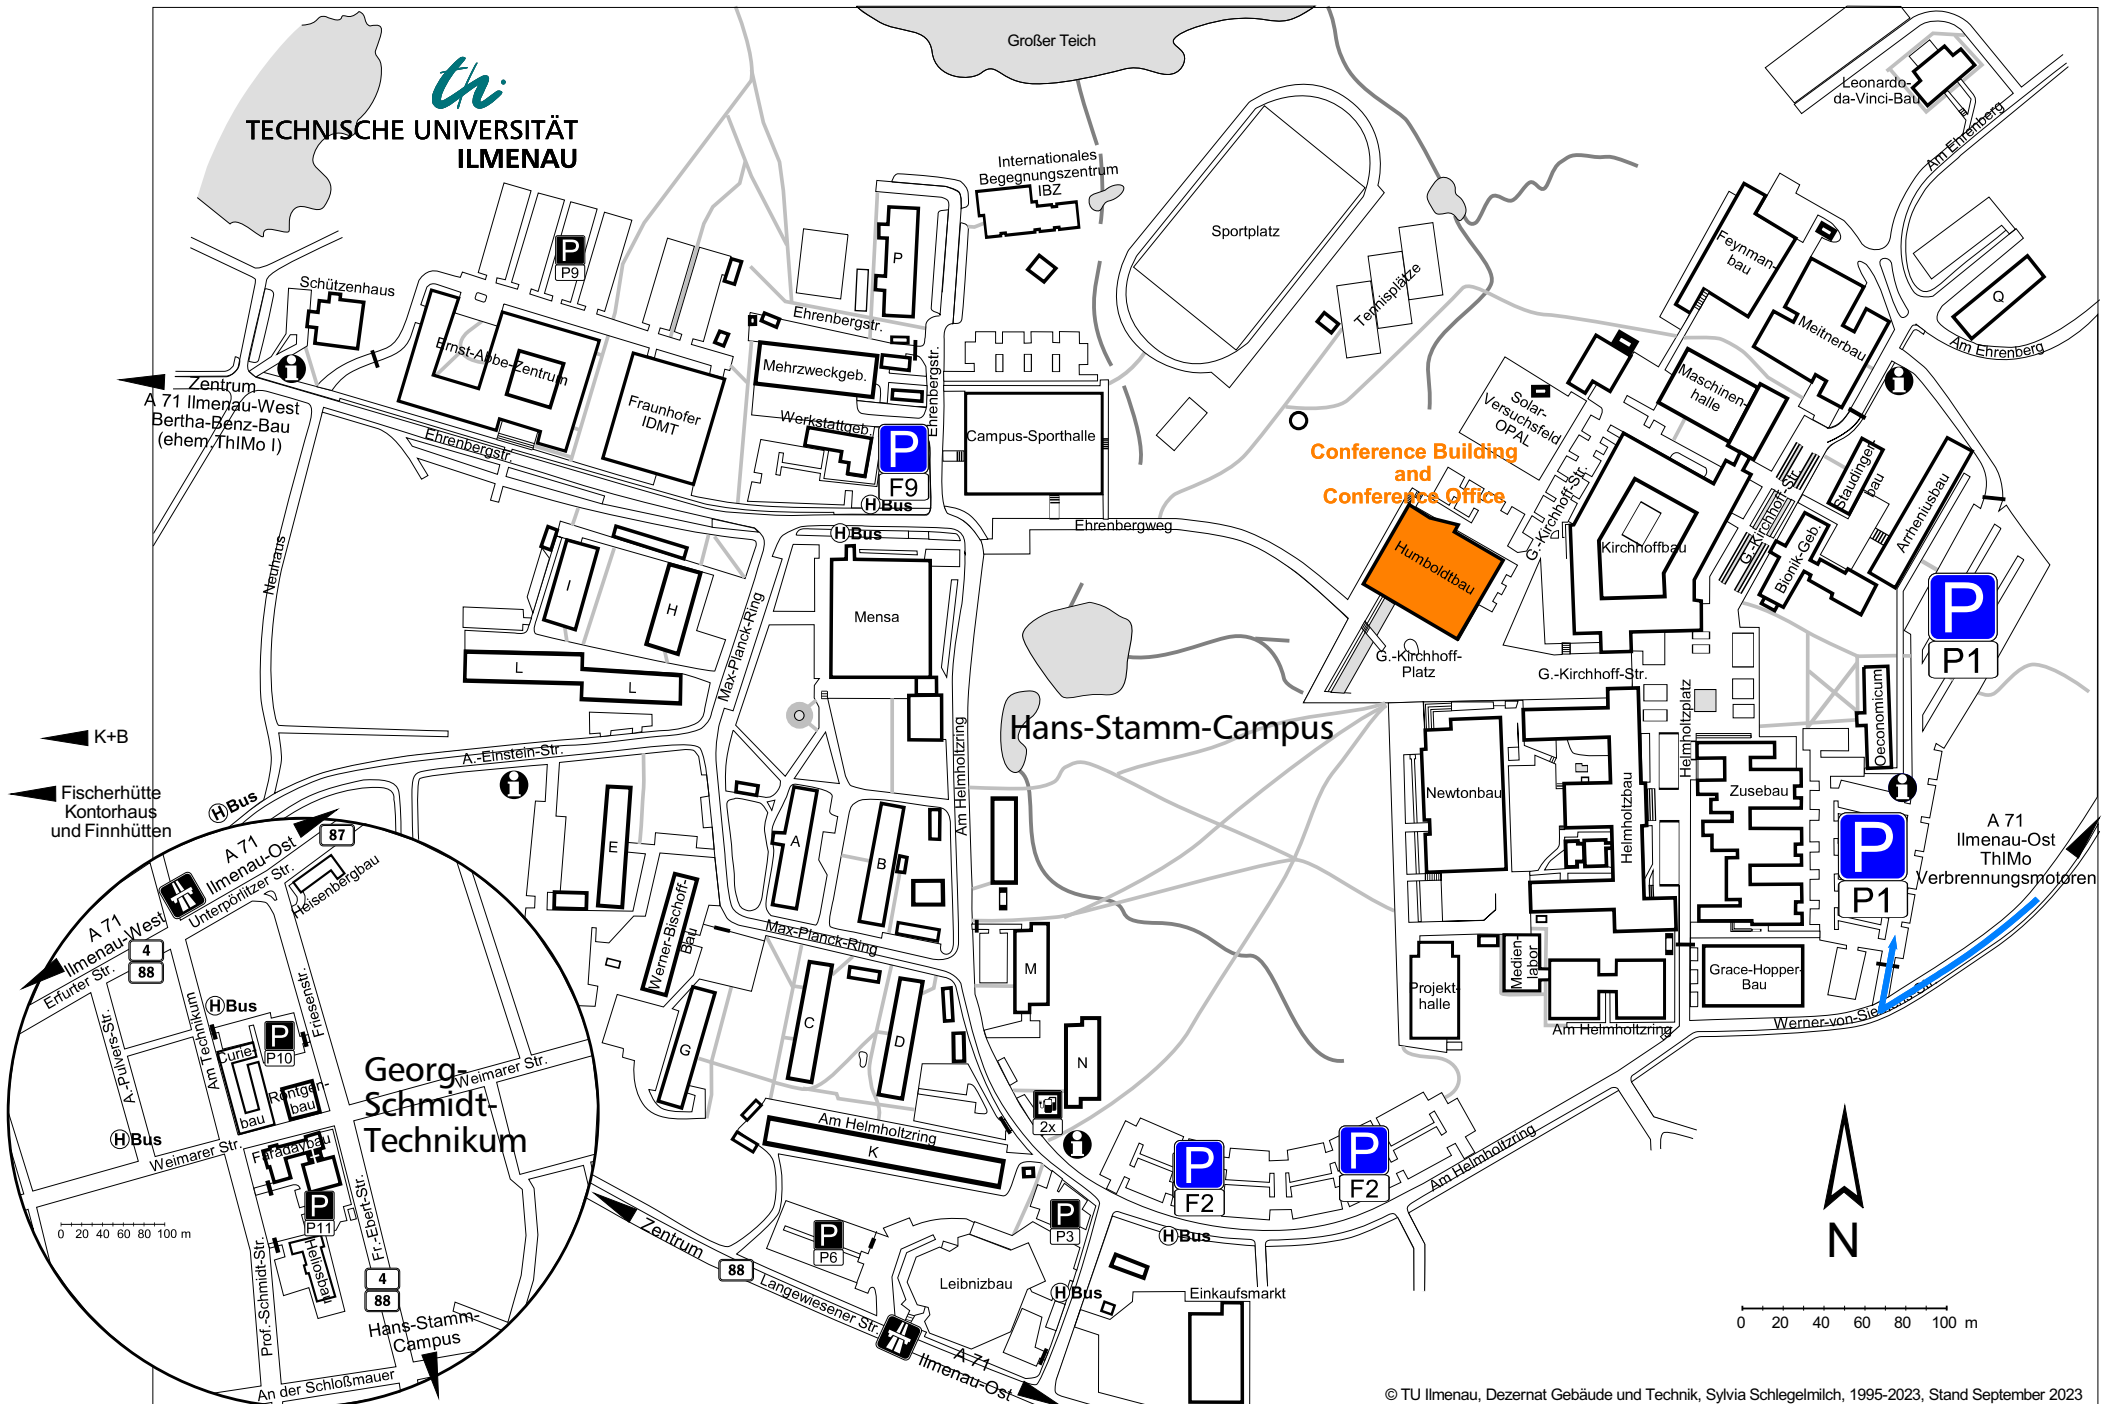 Großer Teich
TECHNISCHE UNIVERSITÄT
ILMENAU
Leonardo-
da-Vinci-Bau
Am Ehrenberg
Internationales
Begegnungszentrum
IBZ
Sportplatz
Tennisplätze
Feynman-
bau
Meitnerbau
Q
Am Ehrenberg
P
P9
P
Schützenhaus
Ehrenbergstr.
Ernst-Abbe-Zentrum
Fraunhofer
IDMT
Mehrzweckgeb.
Werkstattgeb.
Ehrenbergstr.
Campus-Sporthalle
P
F9
H Bus
H Bus
Zentrum
A 71 Ilmenau-West
Bertha-Benz-Bau
(ehem.ThIMo I)
Ehrenbergstr.
Ehrenbergweg
Solar-
Versuchsfeld
OPAL
Maschinen-
halle
Conference Building
and
Conference Office
Humboldtbau
G.-Kirchhoff-Str.
Kirchhoffbau
G.-Kirchhoff-Str.
Staudinger-
bau
Arrheniusbau
Bionik-Geb.
P
P1
Neuhaus
I
H
L
L
Max-Planck-Ring
Mensa
G.-Kirchhoff-
Platz
G.-Kirchhoff-Str.
Helmholtzplatz
Oeconomicum
Hans-Stamm-Campus
K+B
A.-Einstein-Str.
Am Helmholtzring
Fischerhütte
Kontorhaus
und Finnhütten
H Bus
Newtonbau
Helmholtzbau
Zusebau
P
P1
A 71
Ilmenau-Ost
ThIMo
Verbrennungsmotoren
E
A
B
Werner-Bischoff-
Bau
Max-Planck-Ring
M
Projekt-
halle
Medien-
labor
Grace-Hopper-
Bau
Am Helmholtzring
G
C
D
N
2x
Am Helmholtzring
K
P
F2
P
F2
Am Helmholtzring
H Bus
Zentrum
88
Langewiesener Str.
P
P6
P
P3
Leibnizbau
H Bus
Einkaufsmarkt
A 71
Ilmenau-Ost
A 71
Ilmenau-Ost
87
Unterpörlitzer Str.
Heisenbergbau
A 71
Ilmenau-West
4
88
Erfurter Str.
H Bus
Friesenstr.
A.-Pulvers-Str.
Am Technikum
P
P10
Curie-
bau
Röntgen-
bau
Georg-
Schmidt-
Technikum
Weimarer Str.
H Bus
Weimarer Str.
Faradaybau
P
P11
Heliosbau
Prof.-Schmidt-Str.
Fr.-Ebert-Str.
4
88
Hans-Stamm-
Campus
An der Schloßmauer
0 20 40 60 80 100 m
N
0 20 40 60 80 100 m
© TU Ilmenau, Dezernat Gebäude und Technik, Sylvia Schlegelmilch, 1995-2023, Stand September 2023